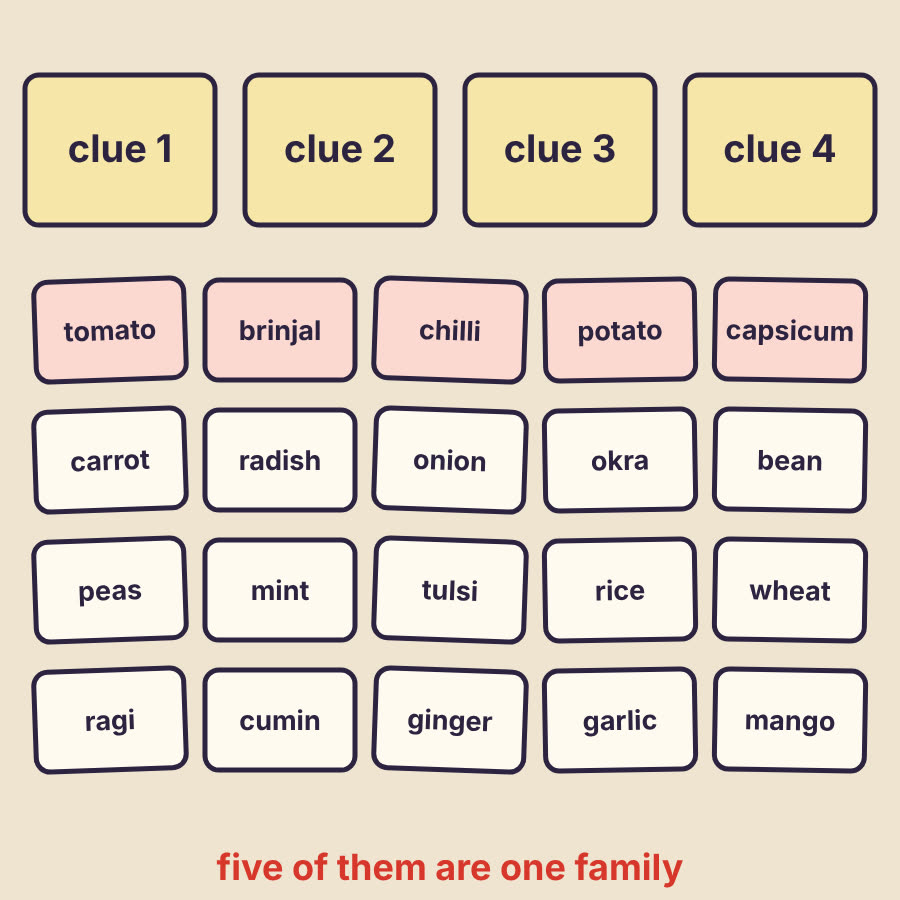 clue 1 clue 2 clue 3 clue 4
tomato brinjal chilli potato capsicum
carrot radish onion okra bean
peas mint tulsi rice wheat
ragi cumin ginger garlic mango
five of them are one family